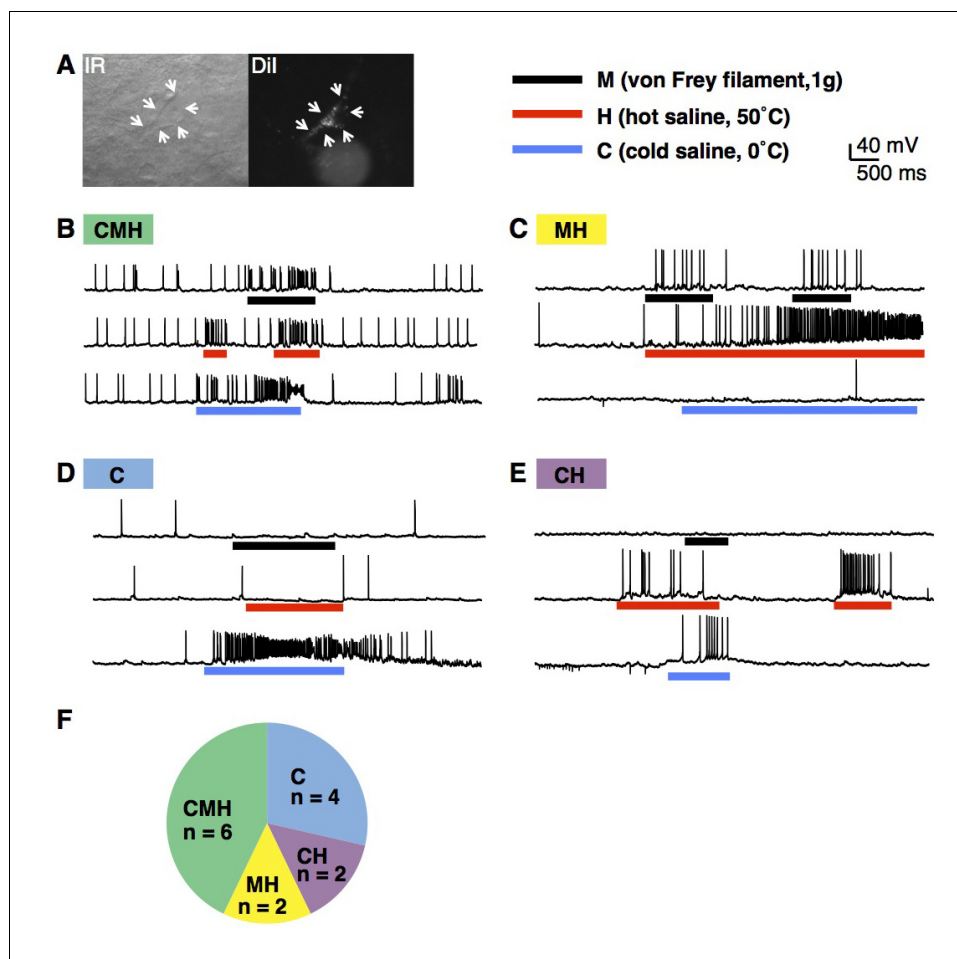 A
IR
DiI
M (von Frey filament,1g)
H (hot saline, 50°C)
C (cold saline, 0°C)
40 mV
500 ms
B
CMH
C
MH
D
C
E
CH
F
C
n = 4
CMH
n = 6
CH
n = 2
MH
n = 2